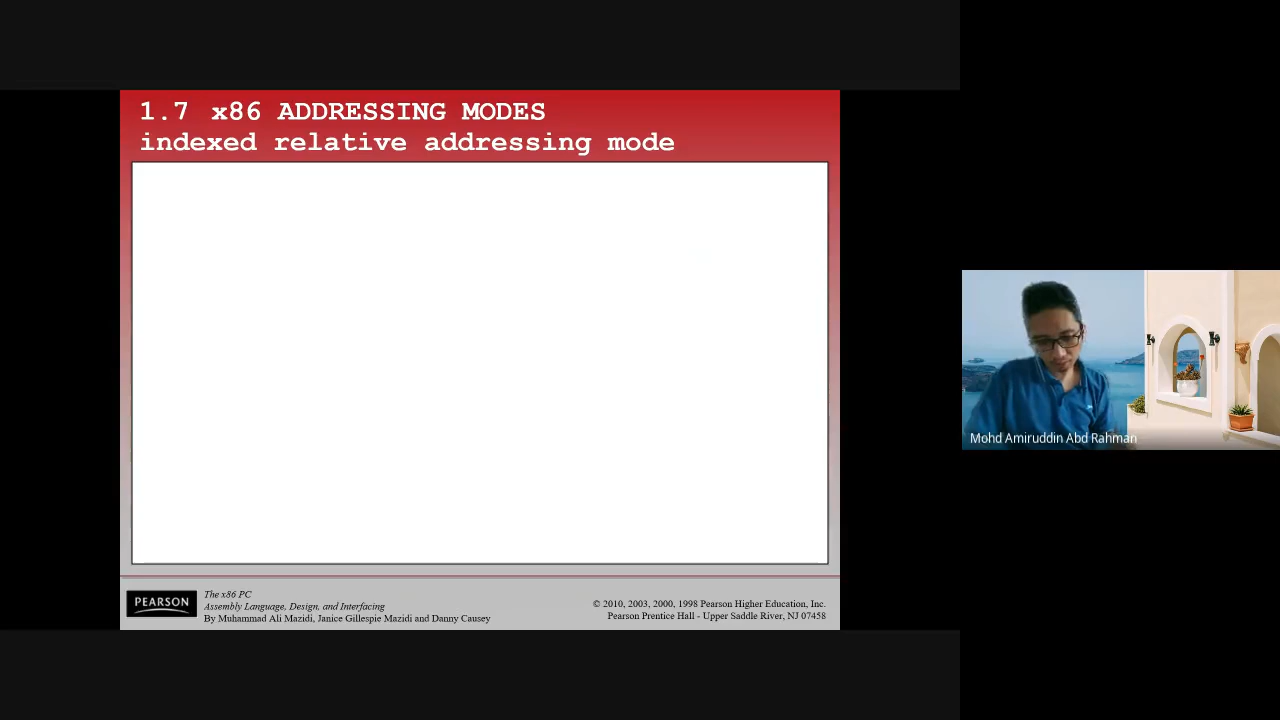 1.7 x86 ADDRESSING MODES
indexed relative addressing mode
Mohd Amiruddin Abd Rahman
PEARSON
The x86 PC
Assembly Language, Design, and Interfacing
By Muhammad Ali Mazidi, Janice Gillespie Mazidi and Danny Causey
© 2010, 2003, 2000, 1998 Pearson Higher Education, Inc.
Pearson Prentice Hall - Upper Saddle River, NJ 07458